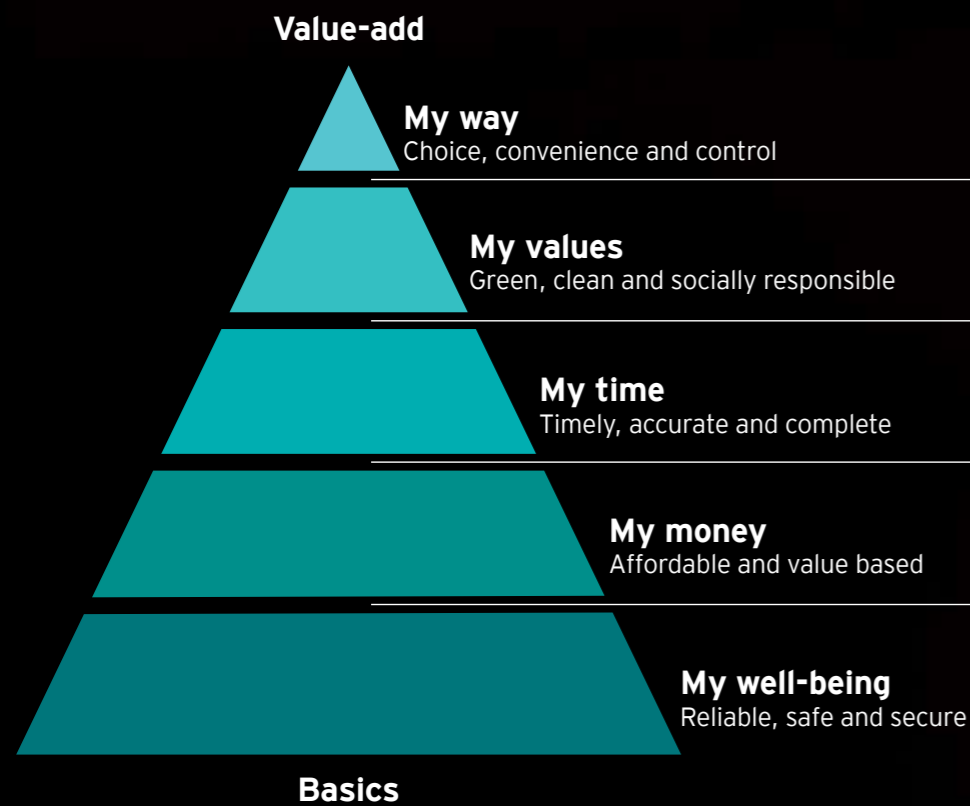 Value-add
My way
Choice, convenience and control
My values
Green, clean and socially responsible
My time
Timely, accurate and complete
My money
Affordable and value based
My well-being
Reliable, safe and secure
Basics